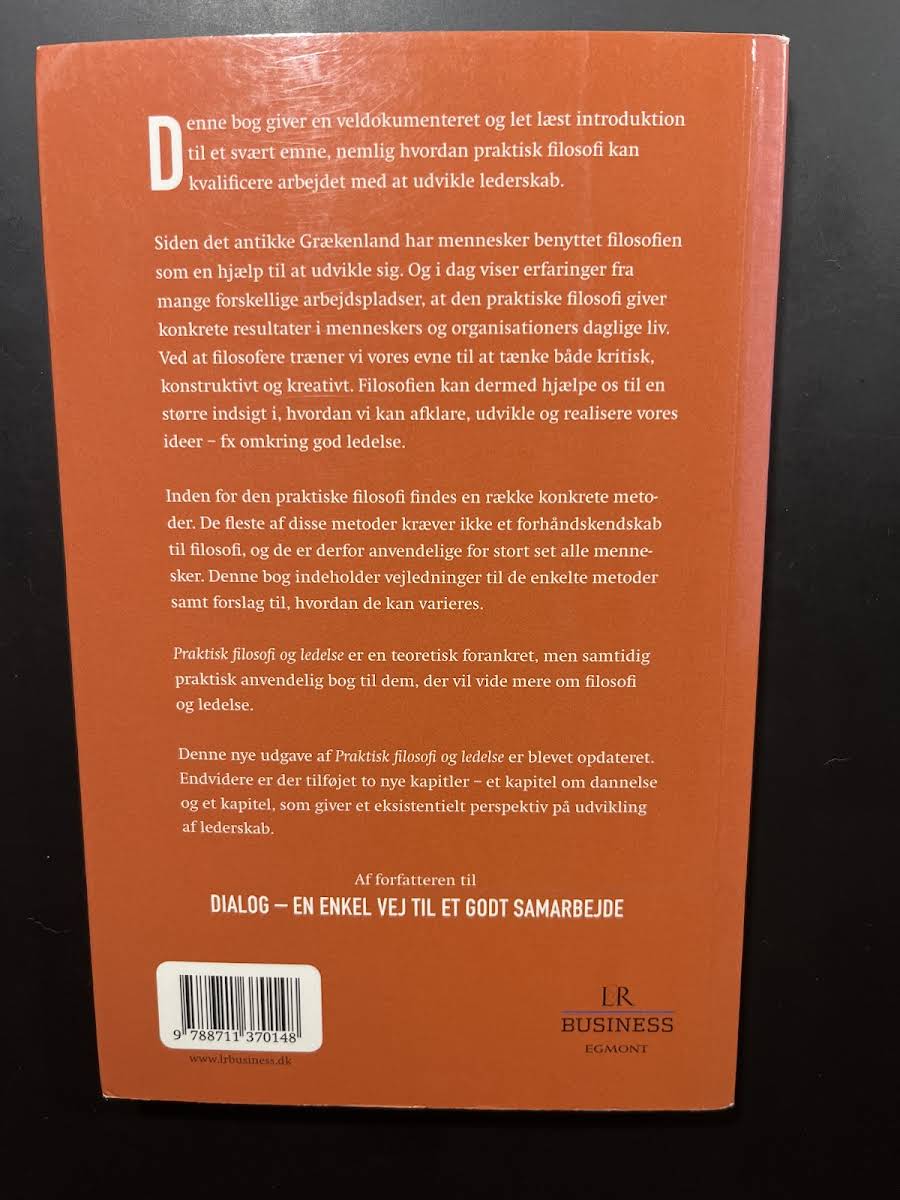 Denne bog giver en veldokumenteret og let læst introduktion
til et svært emne, nemlig hvordan praktisk filosofi kan
kvalificere arbejdet med at udvikle lederskab.
Siden det antikke Grækenland har mennesker benyttet filosofien
som en hjælp til at udvikle sig. Og i dag viser erfaringer fra
mange forskellige arbejdspladser, at den praktiske filosofi giver
konkrete resultater i menneskers og organisationers daglige liv.
Ved at filosofere træner vi vores evne til at tænke både kritisk,
konstruktivt og kreativt. Filosofien kan dermed hjælpe os til en
større indsigt i, hvordan vi kan afklare, udvikle og realisere vores
ideer – fx omkring god ledelse.
Inden for den praktiske filosofi findes en række konkrete meto-
der. De fleste af disse metoder kræver ikke et forhåndskendskab
til filosofi, og de er derfor anvendelige for stort set alle menne-
sker. Denne bog indeholder vejledninger til de enkelte metoder
samt forslag til, hvordan de kan varieres.
Praktisk filosofi og ledelse er en teoretisk forankret, men samtidig
praktisk anvendelig bog til dem, der vil vide mere om filosofi
og ledelse.
Denne nye udgave af Praktisk filosofi og ledelse er blevet opdateret.
Endvidere er der tilføjet to nye kapitler – et kapitel om dannelse
og et kapitel, som giver et eksistentielt perspektiv på udvikling
af lederskab.
Af forfatteren til
DIALOG – EN ENKEL VEJ TIL ET GODT SAMARBEJDE
9 788711 370148
www.lrbusiness.dk
LR
BUSINESS
EGMONT